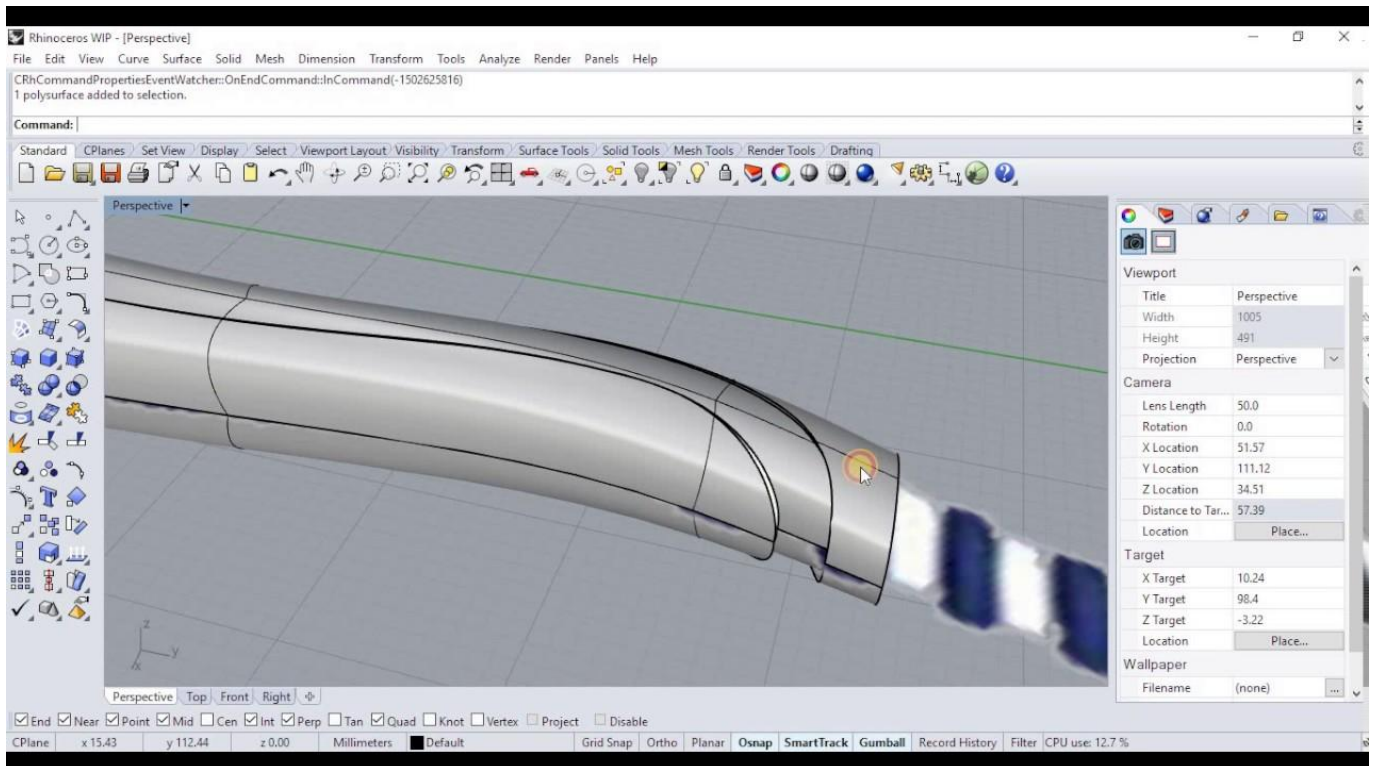 Rhinoceros WIP - [Perspective]
File Edit View Curve Surface Solid Mesh Dimension Transform Tools Analyze Render Panels Help
CRhCommandPropertiesEventWatcher::OnEndCommand::InCommand(-1502625816)
1 polysurface added to selection.
Command:
Standard CPlanes Set View Display Select Viewport Layout Visibility Transform Surface Tools Solid Tools Mesh Tools Render Tools Drafting
Perspective
Viewport
Title Perspective
Width 1005
Height 491
Projection Perspective
Camera
Lens Length 50.0
Rotation 0.0
X Location 51.57
Y Location 111.12
Z Location 34.51
Distance to Tar... 57.39
Location Place...
Target
X Target 10.24
Y Target 98.4
Z Target -3.22
Location Place...
Wallpaper
Filename (none) ...
z
y
x
Perspective Top Front Right
End Near Point Mid Cen Int Perp Tan Quad Knot Vertex Project Disable
CPlane x 15.43 y 112.44 z 0.00 Millimeters Default Grid Snap Ortho Planar Osnap SmartTrack Gumball Record History Filter CPU use: 12.7 %